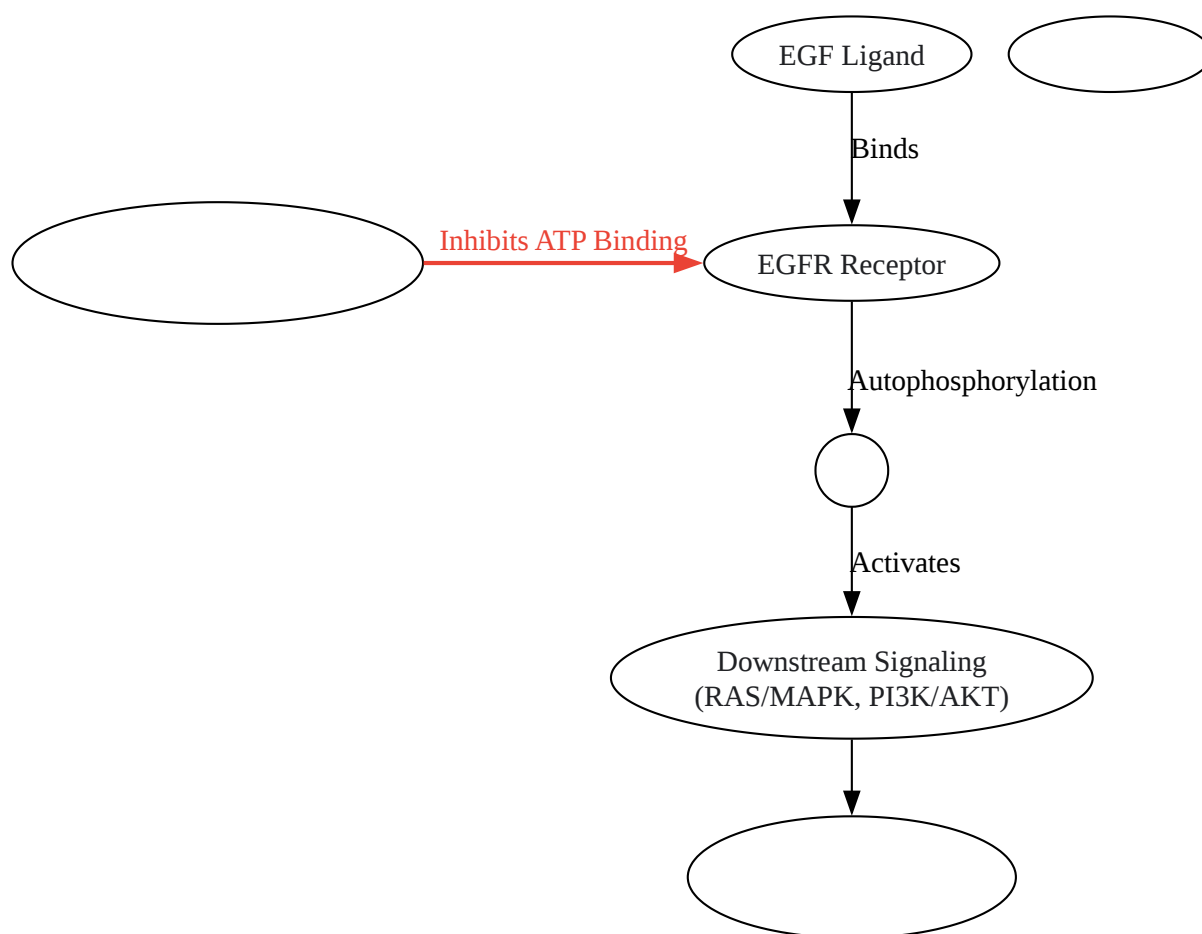 EGF Ligand
Binds
Inhibits ATP Binding
EGFR Receptor
Autophosphorylation
Activates
Downstream Signaling
(RAS/MAPK, PI3K/AKT)